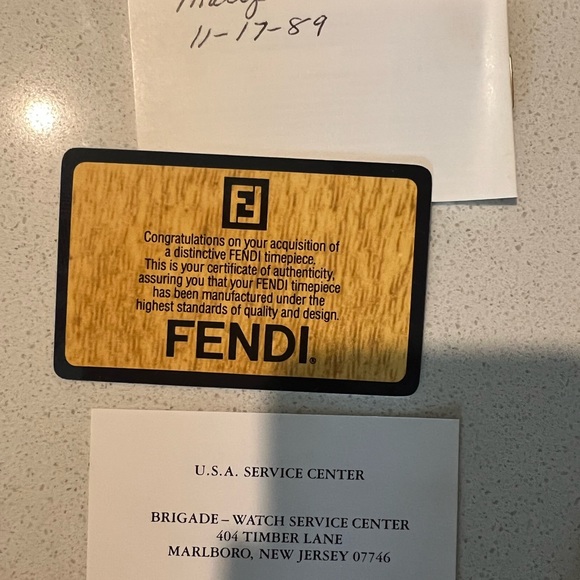 11-17-89
Congratulations on your acquisition of
a distinctive FENDI timepiece.
This is your certificate of authenticity,
assuring you that your FENDI timepiece
has been manufactured under the
highest standards of quality and design.
FENDI®
U.S.A. SERVICE CENTER
BRIGADE – WATCH SERVICE CENTER
404 TIMBER LANE
MARLBORO, NEW JERSEY 07746